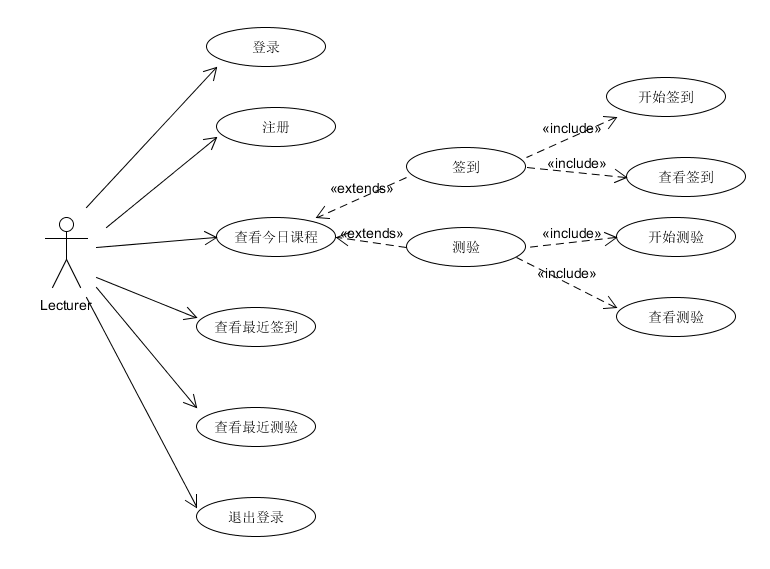 登录
开始签到
注册
«include»
签到
«include»
查看签到
«extends»
查看今日课程
«extends»
测验
«include»
开始测验
«include»
查看测验
Lecturer
查看最近签到
查看最近测验
退出登录